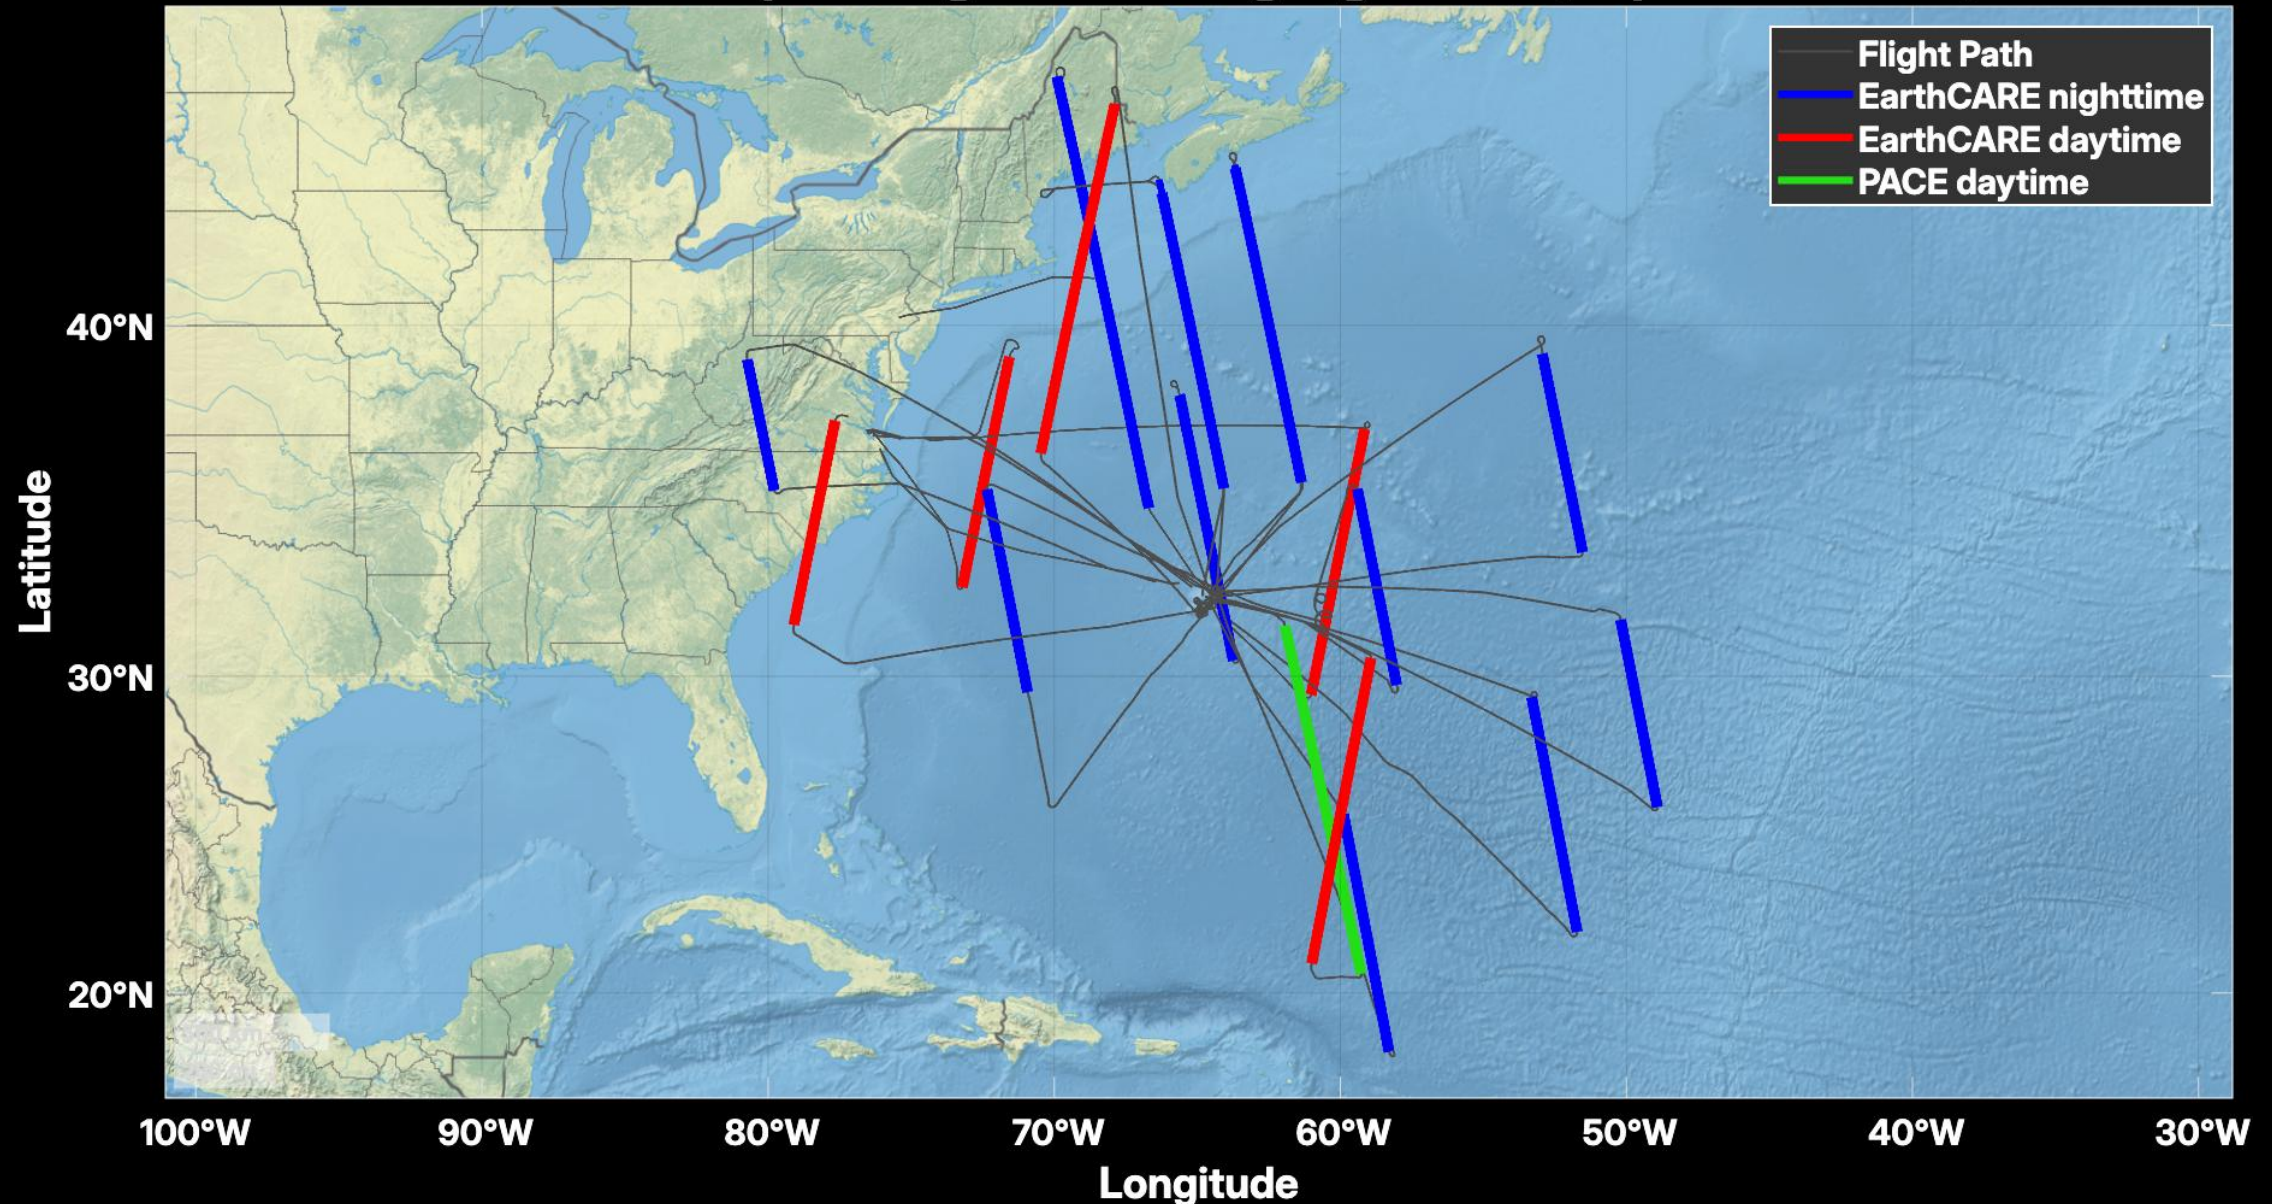 Flight Path
EarthCARE nighttime
EarthCARE daytime
PACE daytime
40°N
30°N
20°N
Latitude
100°W 90°W 80°W 70°W 60°W 50°W 40°W 30°W
Longitude